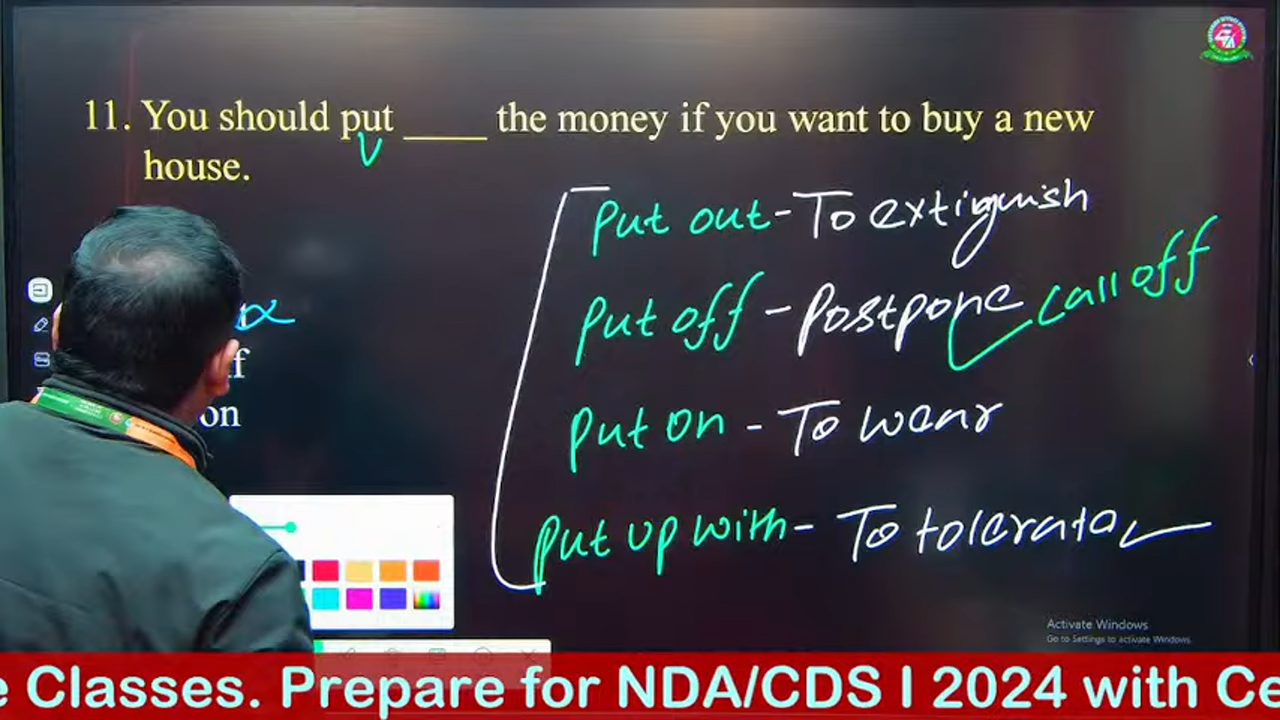 11. You should put ____ the money if you want to buy a new
house.
Put out - To extinguish
Put off - Postpone call off
Put on - To wear
Put up with - To tolerate
f
on
Activate Windows
Go to Settings to activate Windows.
e Classes. Prepare for NDA/CDS I 2024 with Ce